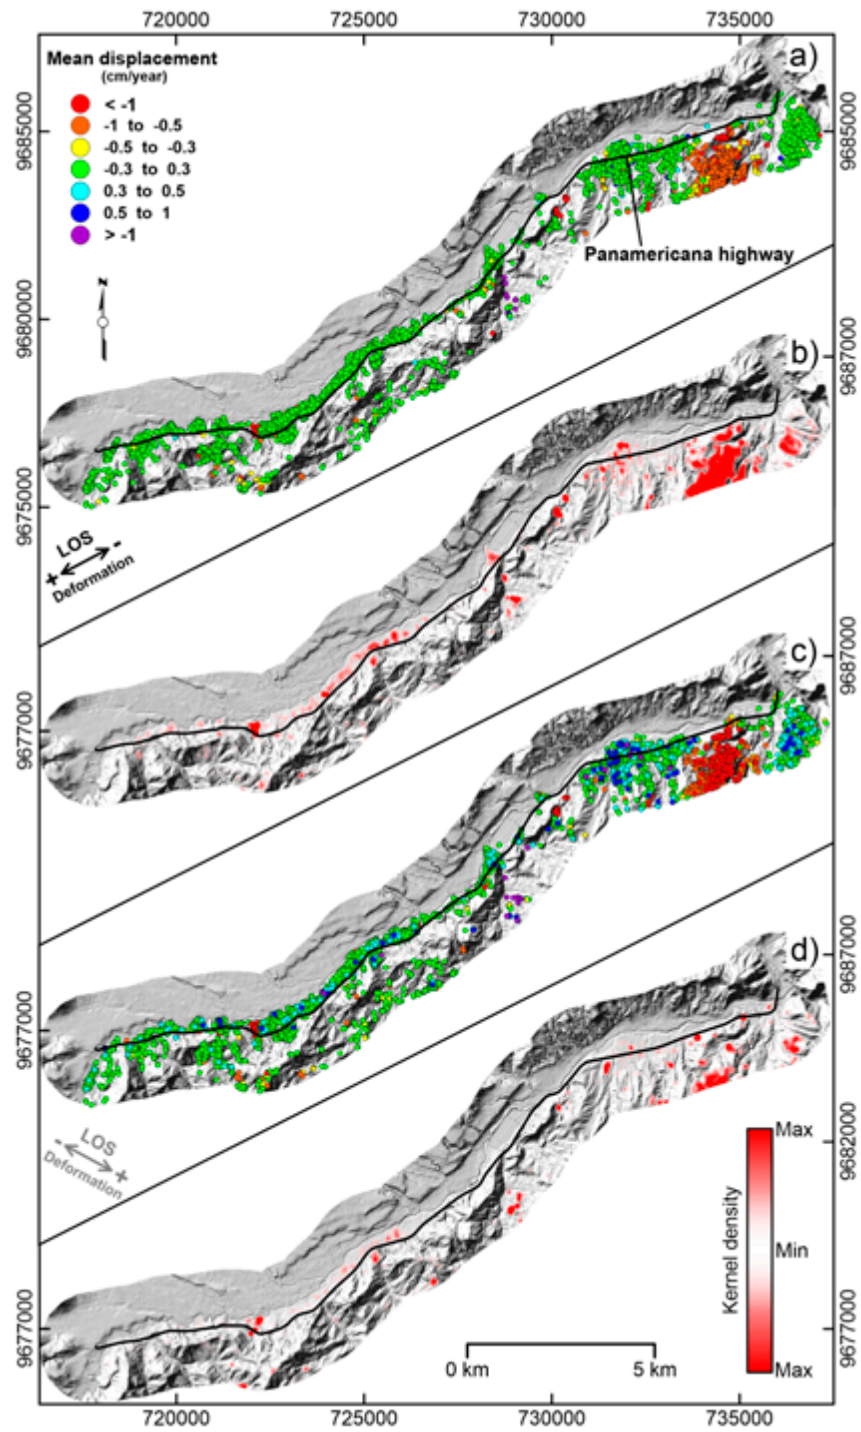 720000 725000 730000 735000
a)
Mean displacement
(cm/year)
< -1
-1 to -0.5
-0.5 to -0.3
-0.3 to 0.3
0.3 to 0.5
0.5 to 1
> -1
9685000
9685000
Panamericana highway
z
9680000
b)
9687000
9675000
LOS
+ -
Deformation
9677000
c)
9687000
9677000
d)
9687000
- LOS +
Deformation
Max
9682000
Kernel density
Min
9677000
9677000
0 km 5 km
Max
720000 725000 730000 735000